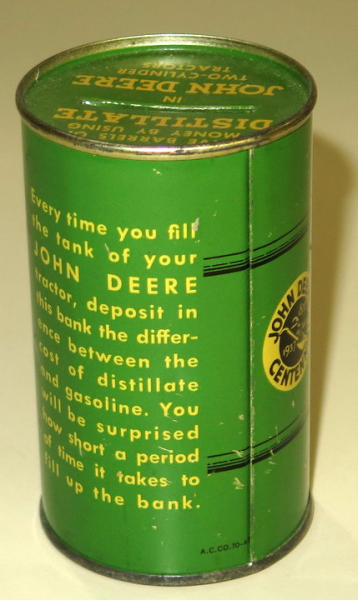 MONEY BY USING
DISTILLATE
IN
JOHN DEERE
TWO-CYLINDER
TRACTORS
Every time you fill
the tank of your
JOHN DEERE
tractor, deposit in
this bank the differ-
ence between the
cost of distillate
and gasoline. You
will be surprised
how short a period
of time it takes to
fill up the bank.
JOHN
1937
A.C.CO.